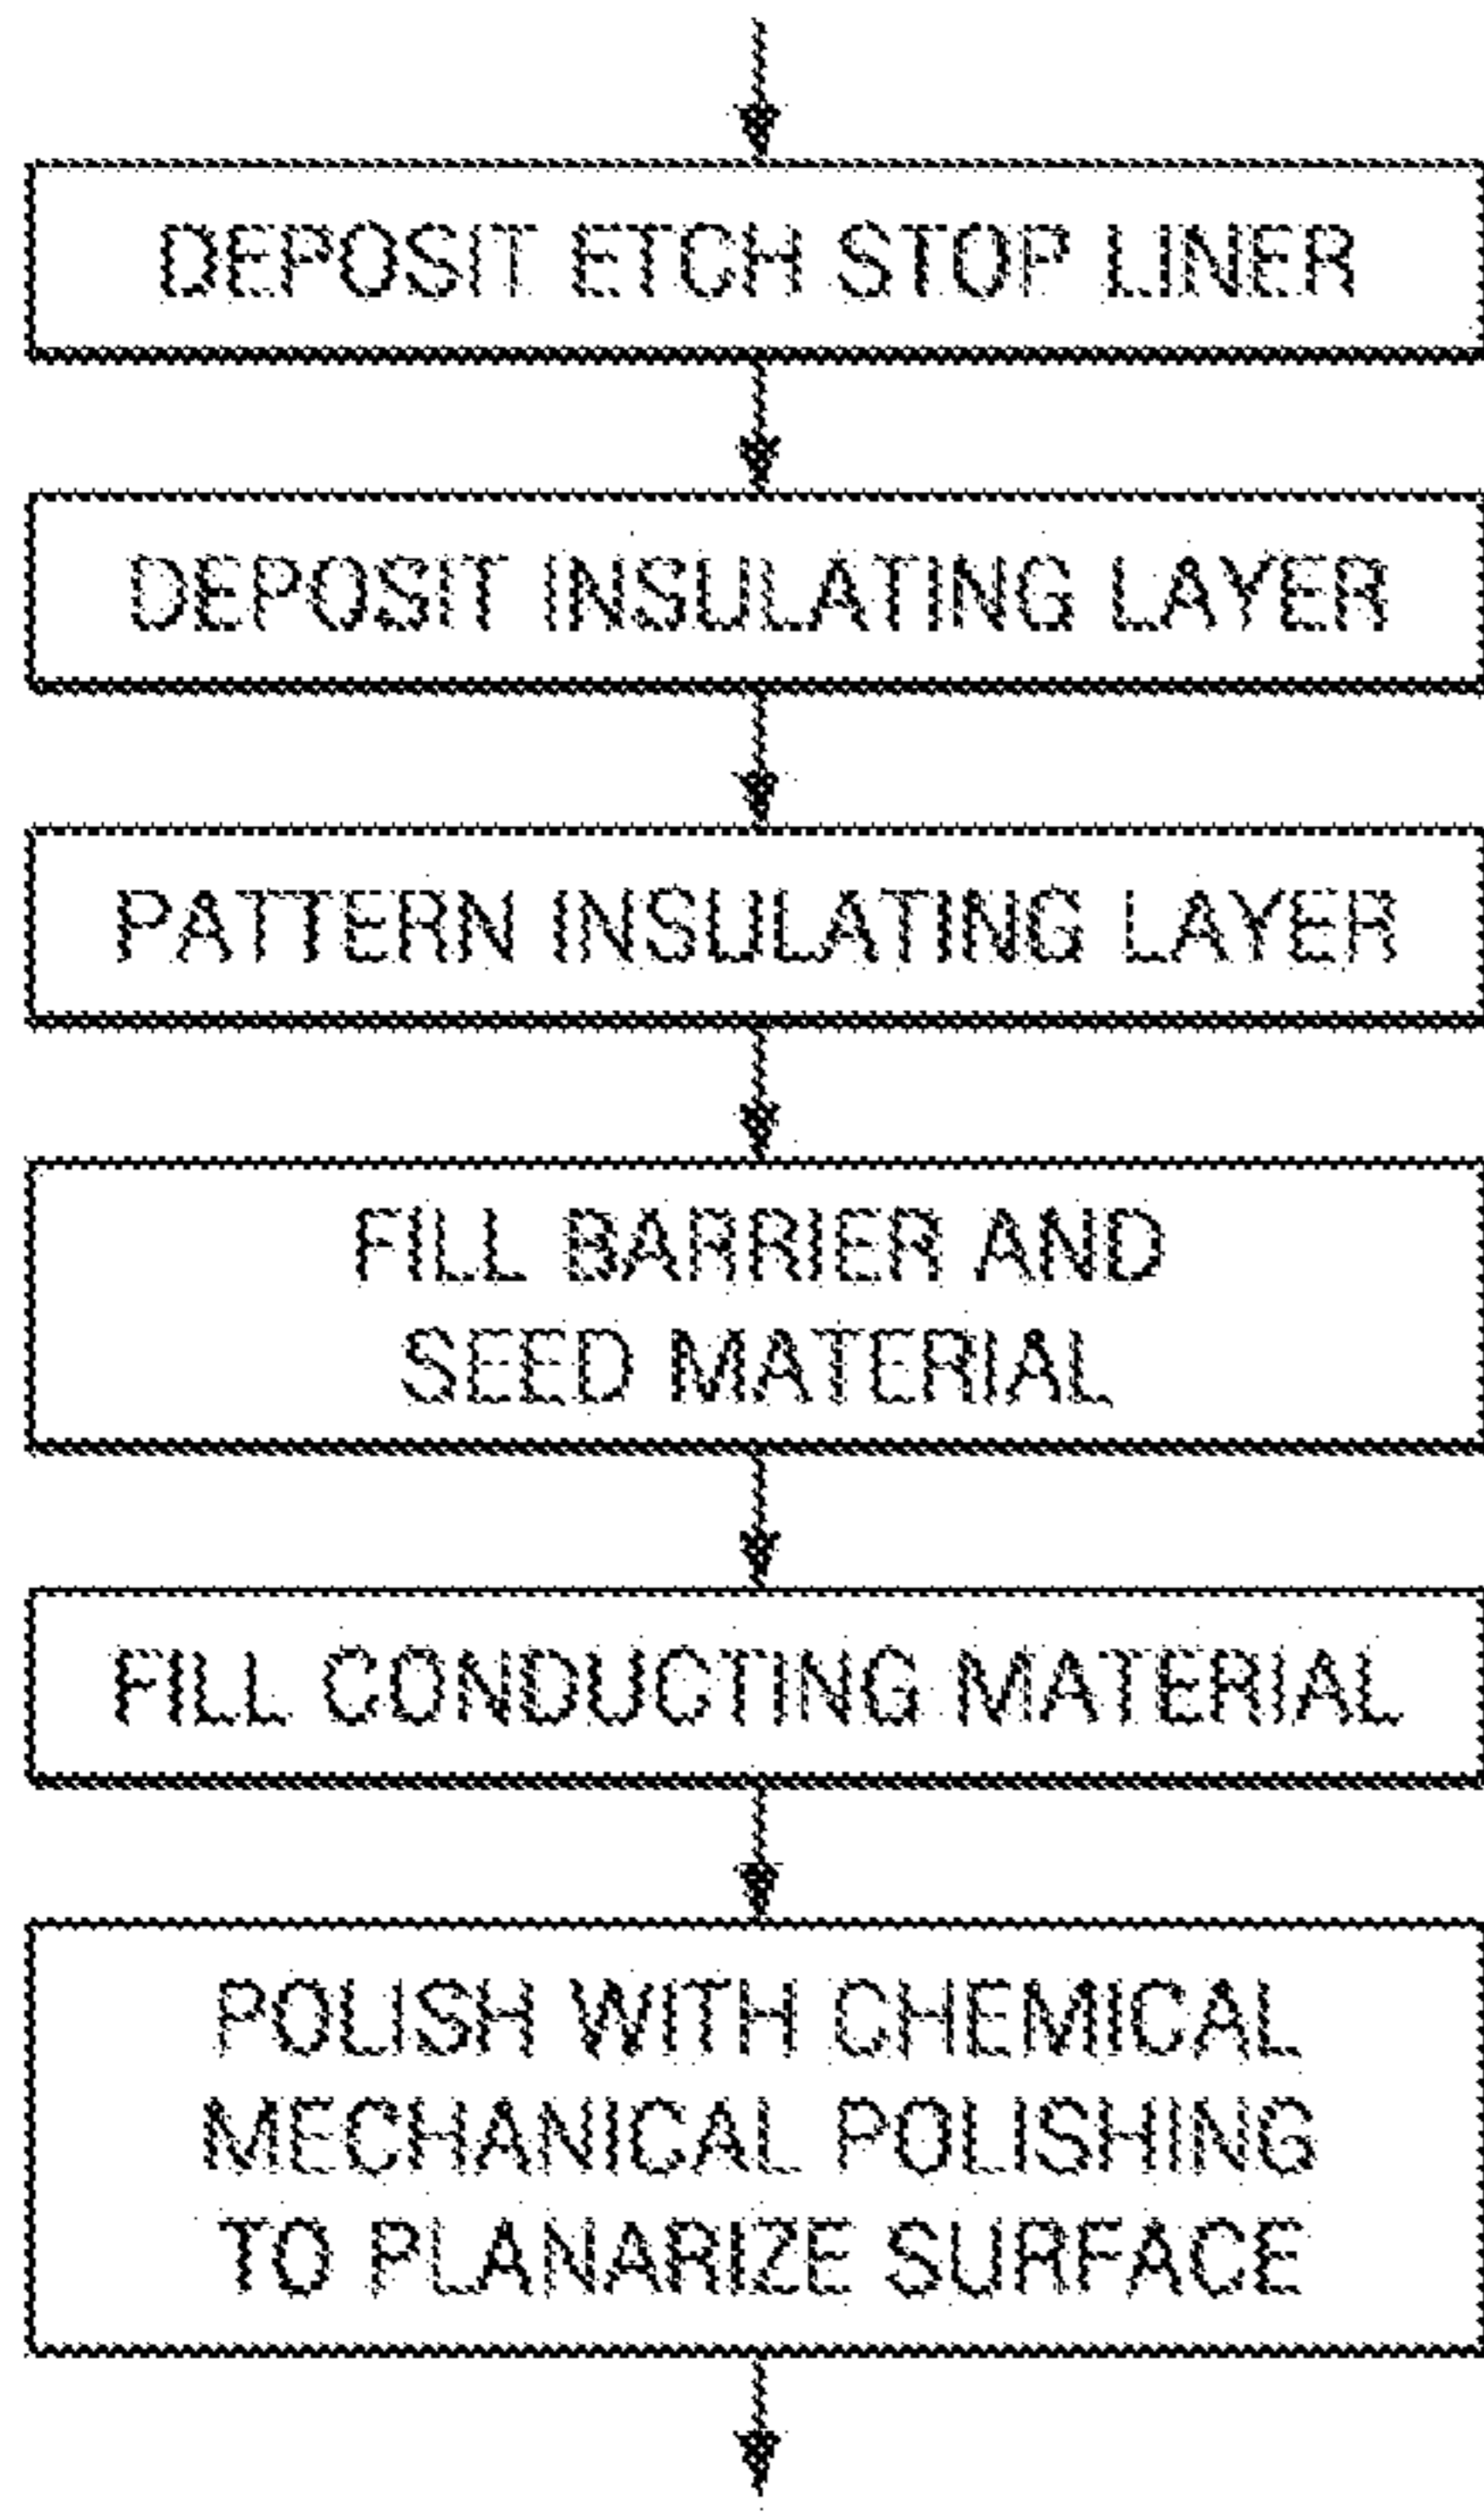 DEPOSIT ETCH STOP LINER
DEPOSIT INSULATING LAYER
PATTERN INSULATING LAYER
FILL BARRIER AND
SEED MATERIAL
FILL CONDUCTING MATERIAL
POLISH WITH CHEMICAL
MECHANICAL POLISHING
TO PLANARIZE SURFACE